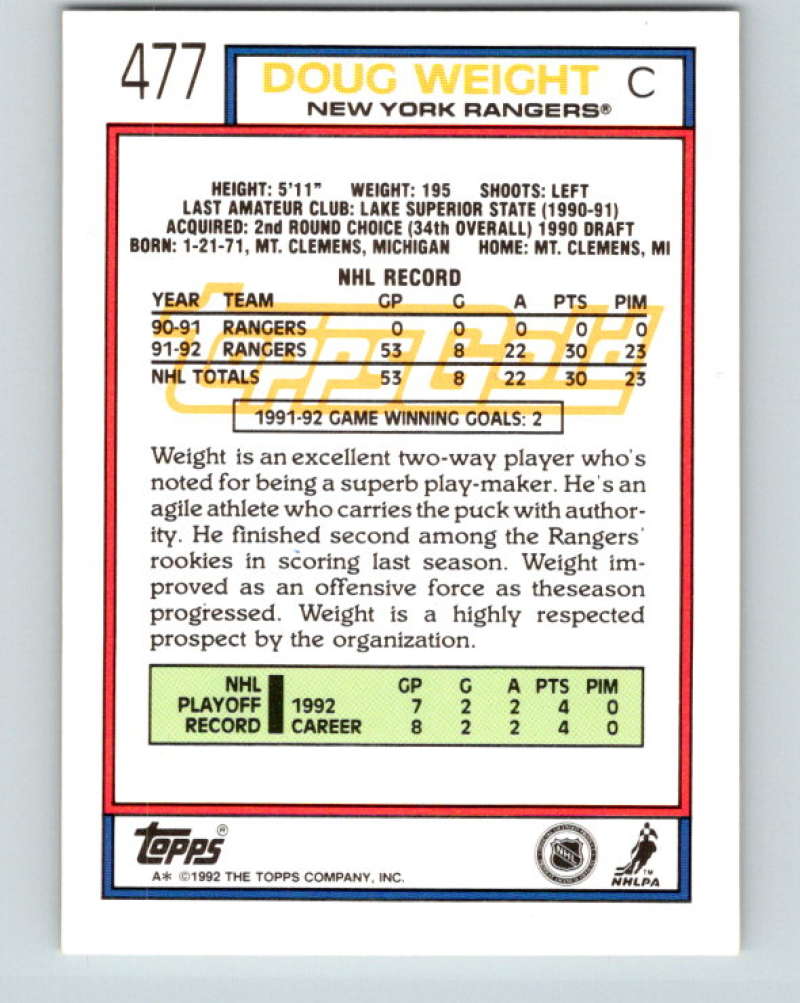 477
DOUG WEIGHT C
NEW YORK RANGERS®
HEIGHT: 5'11" WEIGHT: 195 SHOOTS: LEFT
LAST AMATEUR CLUB: LAKE SUPERIOR STATE (1990-91)
ACQUIRED: 2nd ROUND CHOICE (34th OVERALL) 1990 DRAFT
BORN: 1-21-71, MT. CLEMENS, MICHIGAN HOME: MT. CLEMENS, MI
NHL RECORD
YEAR TEAM GP G A PTS PIM
90-91 RANGERS 0 0 0 0 0
91-92 RANGERS 53 8 22 30 23
NHL TOTALS 53 8 22 30 23
ToppsGold
1991-92 GAME WINNING GOALS: 2
Weight is an excellent two-way player who's
noted for being a superb play-maker. He's an
agile athlete who carries the puck with author-
ity. He finished second among the Rangers'
rookies in scoring last season. Weight im-
proved as an offensive force as theseason
progressed. Weight is a highly respected
prospect by the organization.
NHL GP G A PTS PIM
PLAYOFF 1992 7 2 2 4 0
RECORD CAREER 8 2 2 4 0
TOPPS®
A* ©1992 THE TOPPS COMPANY, INC.
NHL
NHLPA™